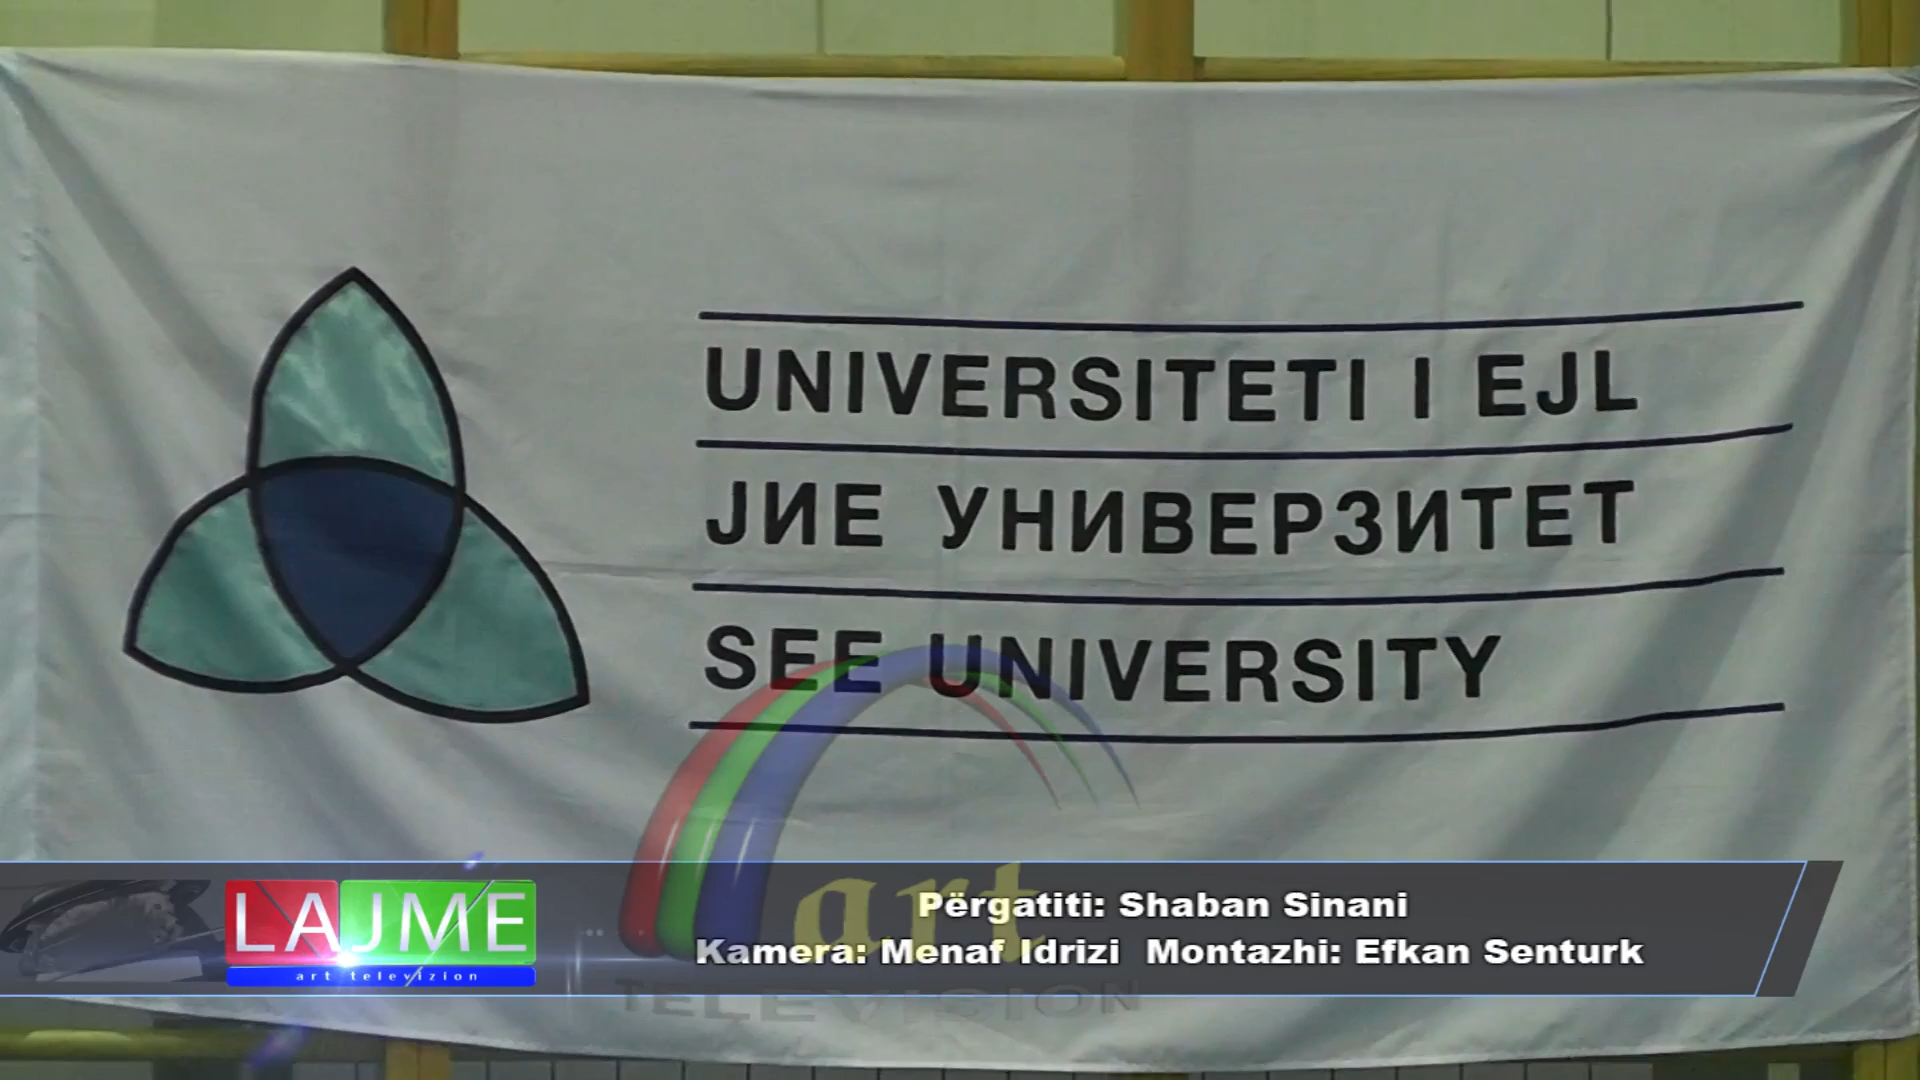 UNIVERSITETI I EJL
ЈИЕ УНИВЕРЗИТЕТ
SEE UNIVERSITY
art
TELEVISION
LAJME
art televizion
Përgatiti: Shaban Sinani
Kamera: Menaf Idrizi Montazhi: Efkan Senturk